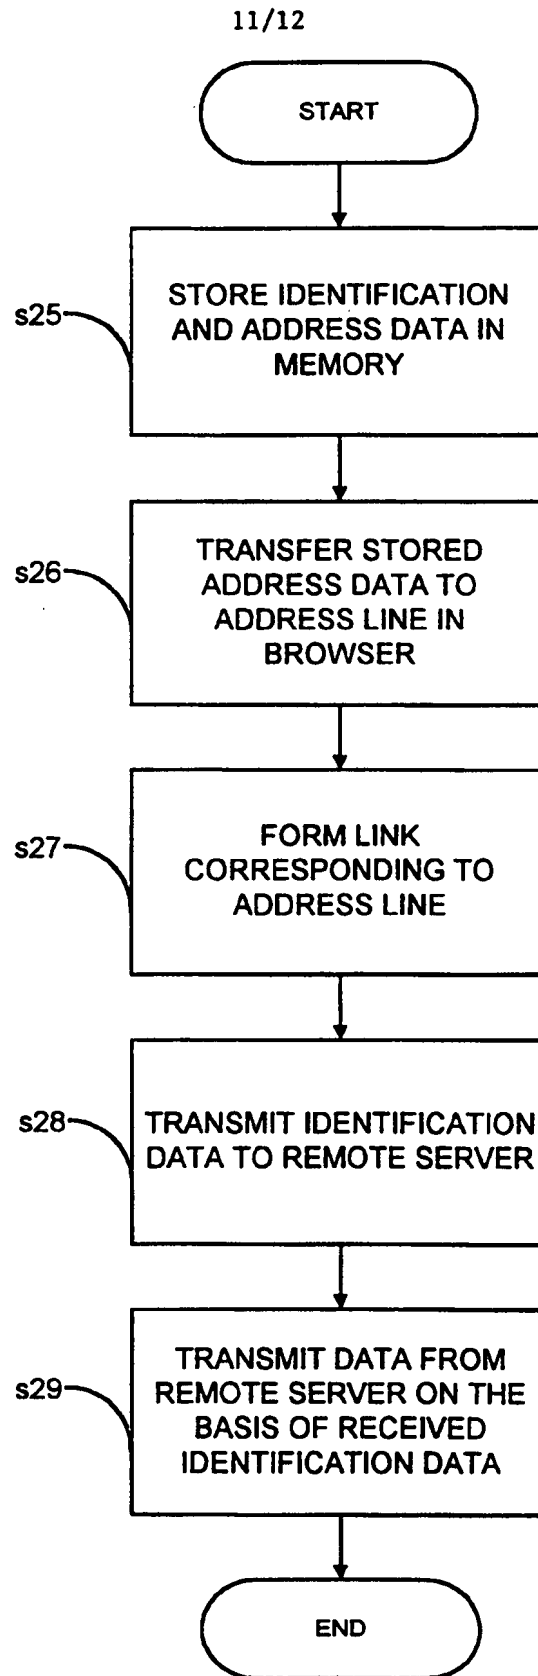 11/12
START
s25
STORE IDENTIFICATION
AND ADDRESS DATA IN
MEMORY
s26
TRANSFER STORED
ADDRESS DATA TO
ADDRESS LINE IN
BROWSER
s27
FORM LINK
CORRESPONDING TO
ADDRESS LINE
s28
TRANSMIT IDENTIFICATION
DATA TO REMOTE SERVER
s29
TRANSMIT DATA FROM
REMOTE SERVER ON THE
BASIS OF RECEIVED
IDENTIFICATION DATA
END